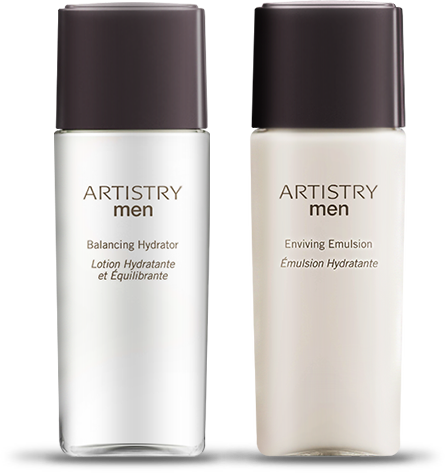 ARTISTRY
men
Balancing Hydrator
Lotion Hydratante
et Équilibrante
ARTISTRY
men
Enviving Emulsion
Émulsion Hydratante